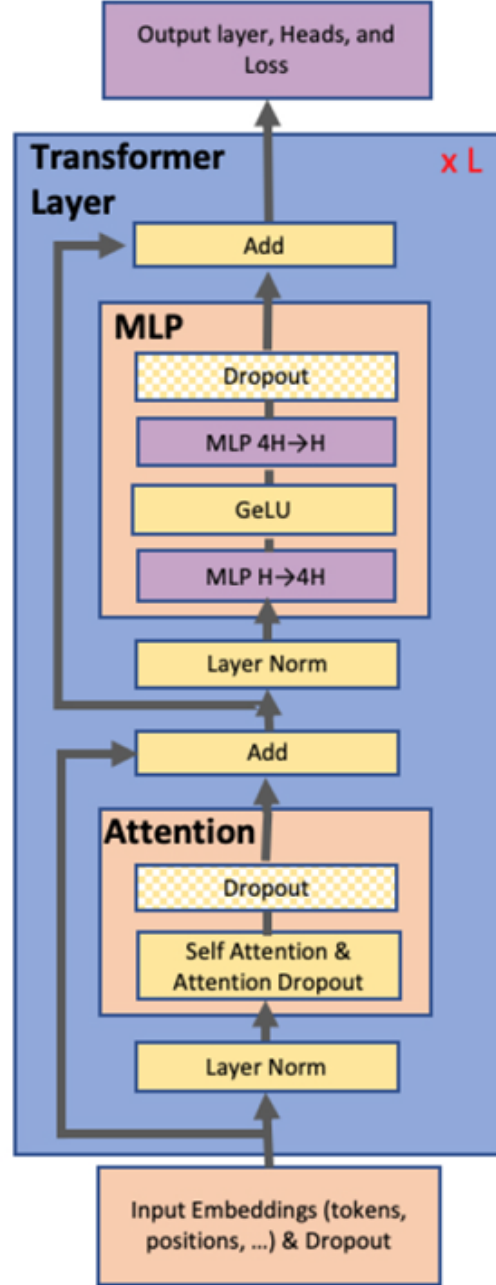 Output layer, Heads, and
Loss
Transformer
Layer
x L
Add
MLP
Dropout
MLP 4H→H
GeLU
MLP H→4H
Layer Norm
Add
Attention
Dropout
Self Attention &
Attention Dropout
Layer Norm
Input Embeddings (tokens,
positions, ...) & Dropout